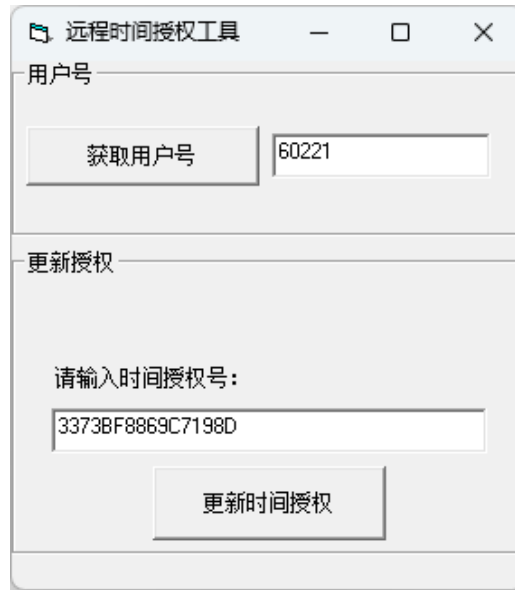 远程时间授权工具
用户号
获取用户号
60221
更新授权
请输入时间授权号：
3373BF8869C7198D
更新时间授权